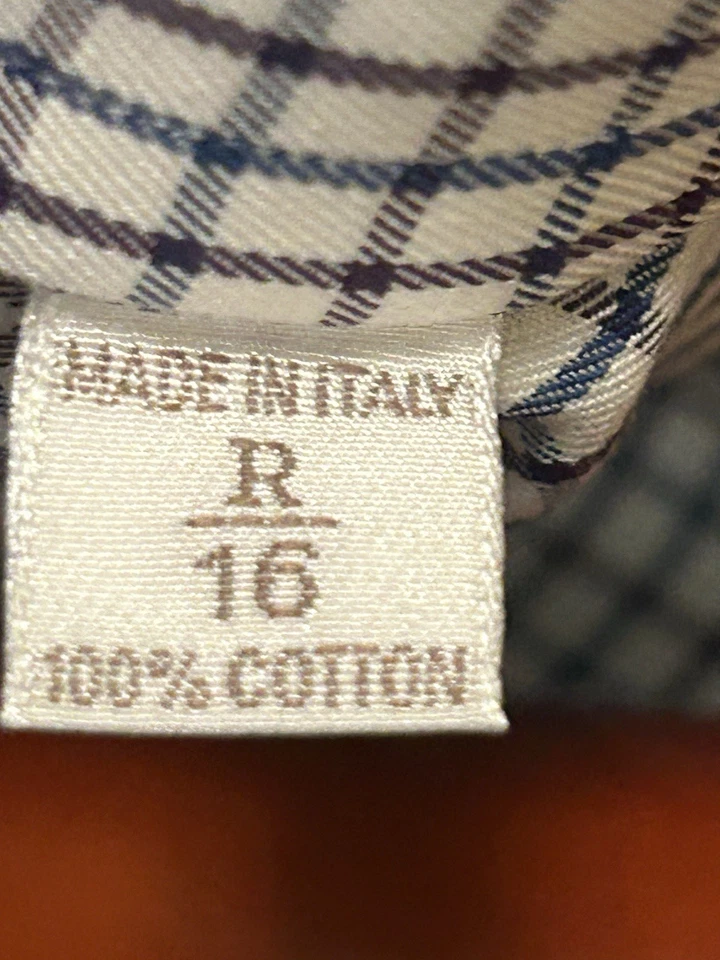 MADE IN ITALY
R
16
100% COTTON